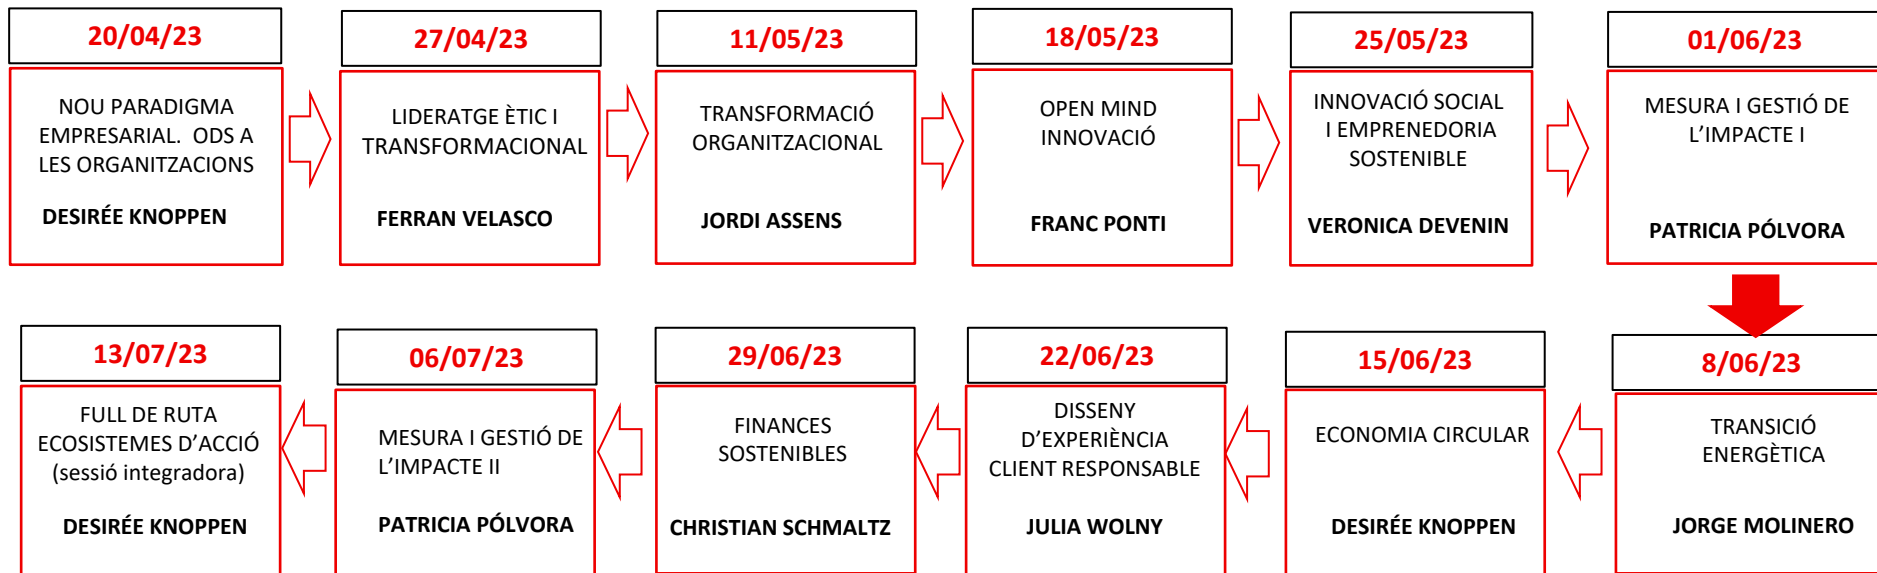 20/04/23
NOU PARADIGMA
EMPRESARIAL.  ODS A
LES ORGANITZACIONS
DESIRÉE KNOPPEN
27/04/23
LIDERATGE ÈTIC I
TRANSFORMACIONAL
FERRAN VELASCO
11/05/23
TRANSFORMACIÓ
ORGANITZACIONAL
JORDI ASSENS
18/05/23
OPEN MIND
INNOVACIÓ
FRANC PONTI
25/05/23
INNOVACIÓ SOCIAL
I EMPRENEDORIA
SOSTENIBLE
VERONICA DEVENIN
01/06/23
MESURA I GESTIÓ DE
L’IMPACTE I
PATRICIA PÓLVORA
8/06/23
TRANSICIÓ
ENERGÈTICA
JORGE MOLINERO
15/06/23
ECONOMIA CIRCULAR
DESIRÉE KNOPPEN
22/06/23
DISSENY
D’EXPERIÈNCIA
CLIENT RESPONSABLE
JULIA WOLNY
29/06/23
FINANCES
SOSTENIBLES
CHRISTIAN SCHMALTZ
06/07/23
MESURA I GESTIÓ DE
L’IMPACTE II
PATRICIA PÓLVORA
13/07/23
FULL DE RUTA
ECOSISTEMES D’ACCIÓ
(sessió integradora)
DESIRÉE KNOPPEN